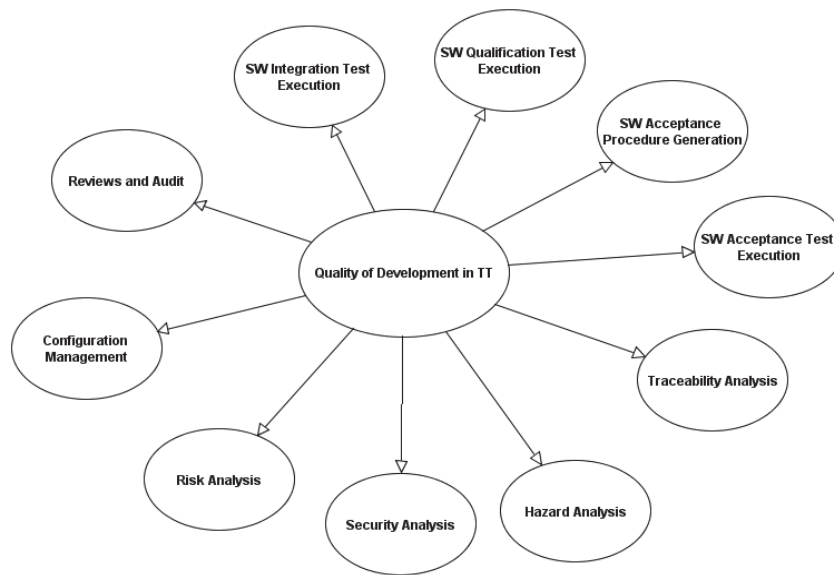 SW Integration Test
Execution
SW Qualification Test
Execution
SW Acceptance
Procedure Generation
Reviews and Audit
SW Acceptance Test
Execution
Quality of Development in TT
Configuration
Management
Traceability Analysis
Risk Analysis
Security Analysis
Hazard Analysis